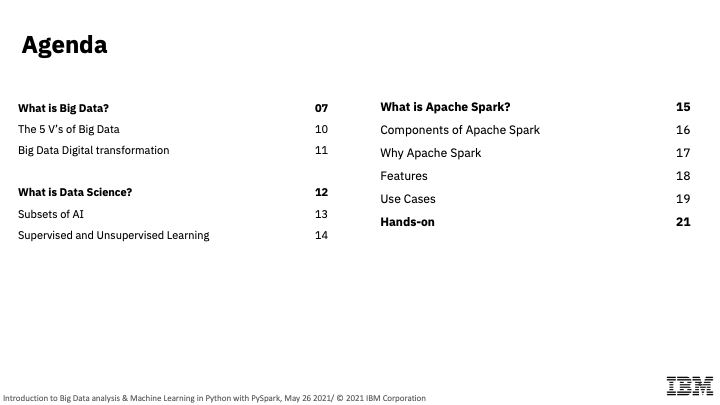 Agenda
What is Big Data? 07
The 5 V's of Big Data 10
Big Data Digital transformation 11
What is Data Science? 12
Subsets of AI 13
Supervised and Unsupervised Learning 14
What is Apache Spark? 15
Components of Apache Spark 16
Why Apache Spark 17
Features 18
Use Cases 19
Hands-on 21
Introduction to Big Data analysis & Machine Learning in Python with PySpark, May 26 2021/ © 2021 IBM Corporation
IBM